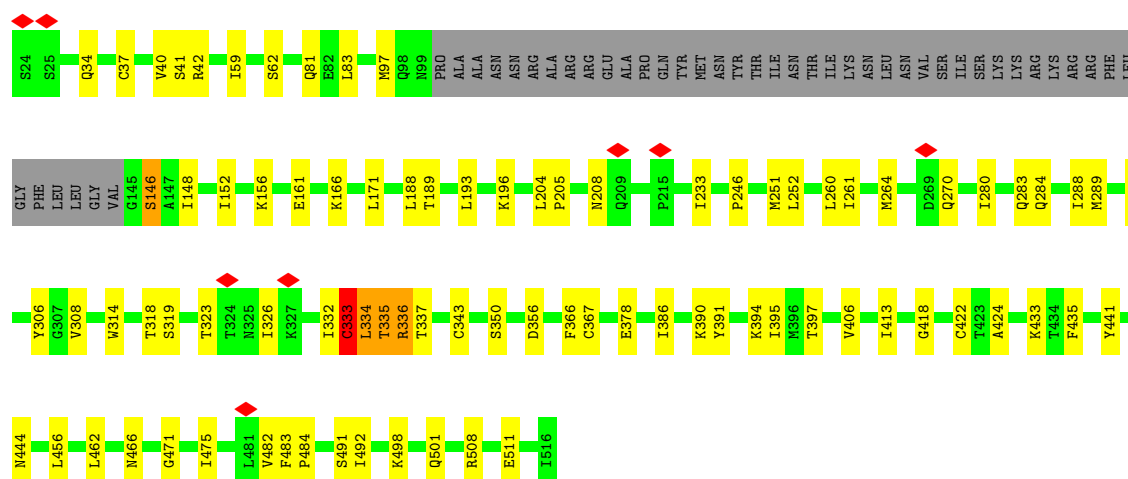 S24 S25 Q34 C37 V40 S41 R42 I59 S62 Q81 E82 L83 M97 Q98 N99 PRO ALA ALA ASN ASN ARG ALA ARG ARG GLU ALA PRO GLN TYR MET ASN TYR THR ILE ASN THR ILE LYS ASN LEU ASN VAL SER ILE SER LYS LYS ARG LYS ARG ARG PHE LEU
GLY PHE LEU LEU GLY VAL G145 S146 A147 I148 I152 K156 E161 K166 L171 L188 T189 L193 K196 L204 P205 N208 Q209 P215 I233 P246 M251 L252 L260 I261 M264 D269 Q270 I280 Q283 Q284 I288 M289
Y306 G307 V308 W314 T318 S319 T323 T324 N325 I326 K327 I332 C333 L334 T335 R336 T337 C343 S350 D356 F366 C367 E378 I386 K390 Y391 K394 I395 M396 T397 V406 I413 G418 C422 T423 A424 K433 T434 F435 Y441
N444 L456 L462 N466 G471 I475 L481 V482 F483 P484 S491 I492 K498 Q501 R508 E511 I516